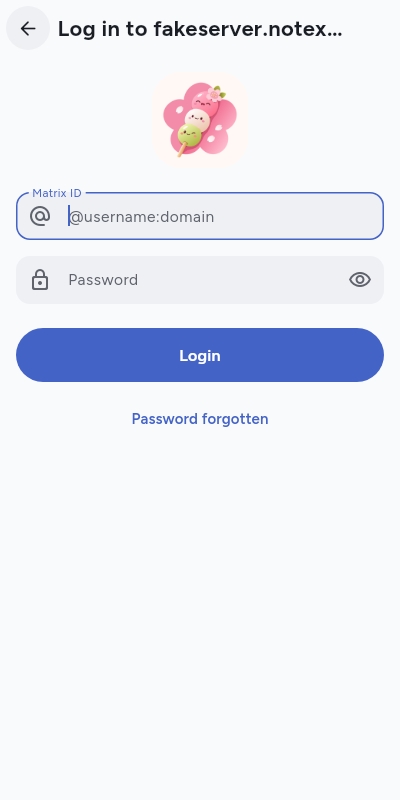 Log in to fakeserver.notex...
Matrix ID
@username:domain
Password
Login
Password forgotten